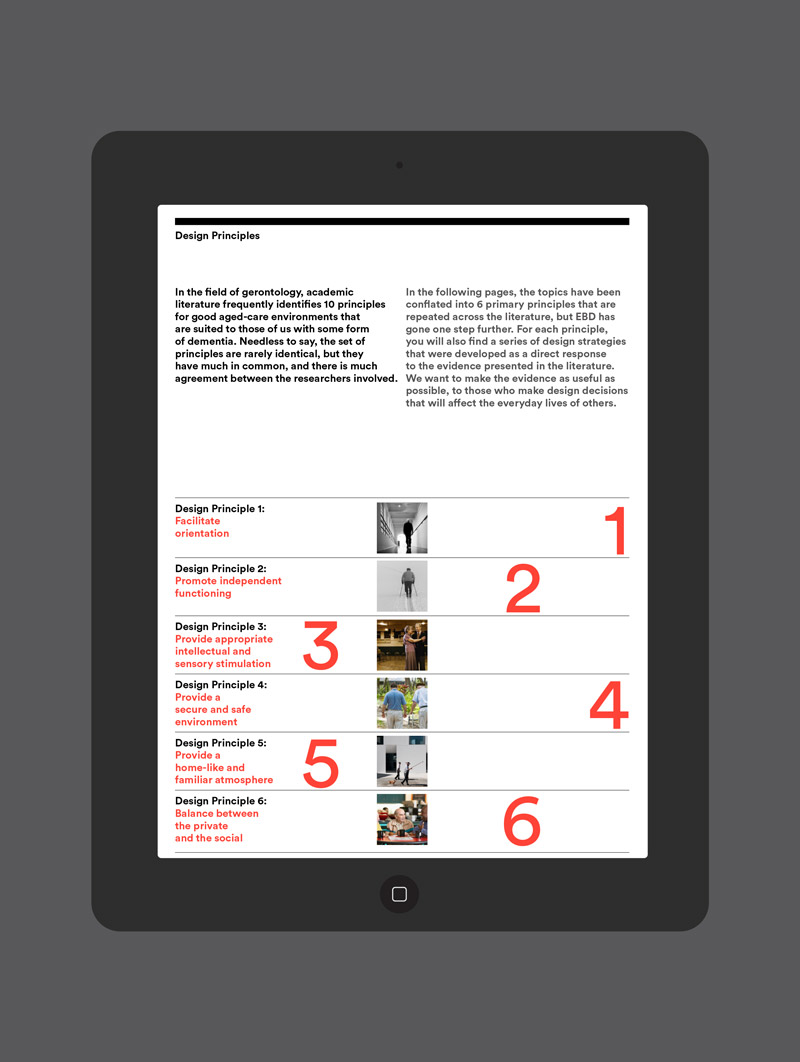 Design Principles
In the field of gerontology, academic
literature frequently identifies 10 principles
for good aged-care environments that
are suited to those of us with some form
of dementia. Needless to say, the set of
principles are rarely identical, but they
have much in common, and there is much
agreement between the researchers involved.
In the following pages, the topics have been
conflated into 6 primary principles that are
repeated across the literature, but EBD has
gone one step further. For each principle,
you will also find a series of design strategies
that were developed as a direct response
to the evidence presented in the literature.
We want to make the evidence as useful as
possible, to those who make design decisions
that will affect the everyday lives of others.
Design Principle 1:
Facilitate
orientation
1
Design Principle 2:
Promote independent
functioning
2
Design Principle 3:
Provide appropriate
intellectual and
sensory stimulation
3
Design Principle 4:
Provide a
secure and safe
environment
4
Design Principle 5:
Provide a
home-like and
familiar atmosphere
5
Design Principle 6:
Balance between
the private
and the social
6